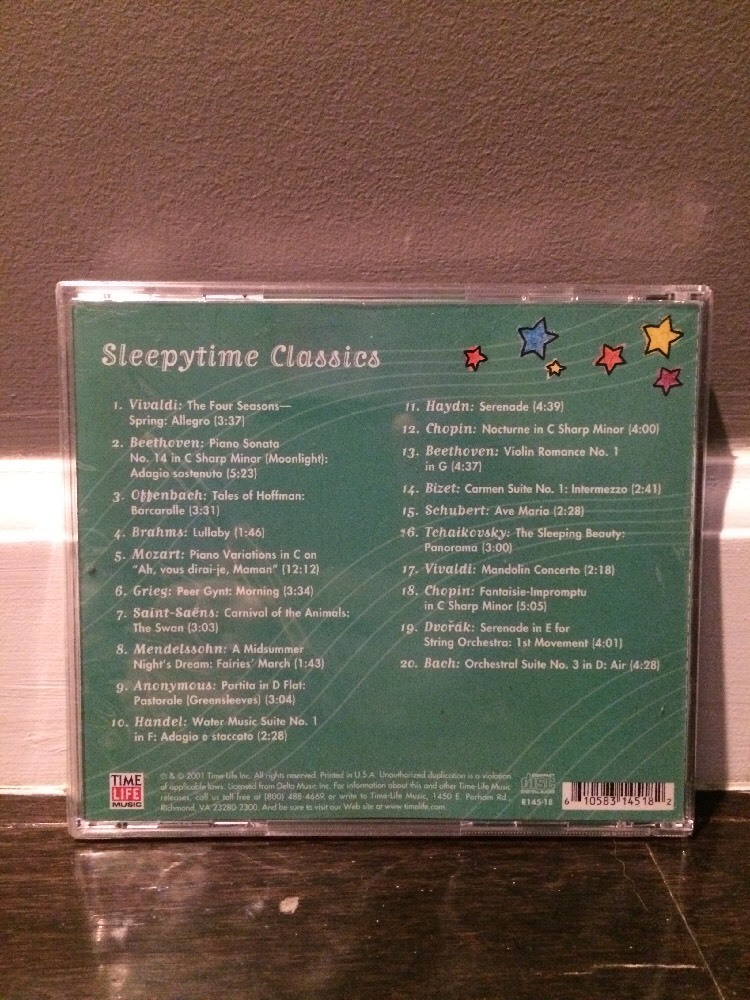 Sleepytime Classics
1. Vivaldi: The Four Seasons—
Spring: Allegro (3:37)
2. Beethoven: Piano Sonata
No. 14 in C Sharp Minor (Moonlight):
Adagio sostenuto (5:23)
3. Offenbach: Tales of Hoffman:
Barcarolle (3:31)
4. Brahms: Lullaby (1:46)
5. Mozart: Piano Variations in C on
"Ah, vous dirai-je, Maman" (12:12)
6. Grieg: Peer Gynt: Morning (3:34)
7. Saint-Saëns: Carnival of the Animals:
The Swan (3:03)
8. Mendelssohn: A Midsummer
Night's Dream: Fairies' March (1:43)
9. Anonymous: Partita in D Flat:
Pastorale (Greensleeves) (3:04)
10. Handel: Water Music Suite No. 1
in F: Adagio e staccato (2:28)
11. Haydn: Serenade (4:39)
12. Chopin: Nocturne in C Sharp Minor (4:00)
13. Beethoven: Violin Romance No. 1
in G (4:37)
14. Bizet: Carmen Suite No. 1: Intermezzo (2:41)
15. Schubert: Ave Maria (2:28)
16. Tchaikovsky: The Sleeping Beauty:
Panorama (3:00)
17. Vivaldi: Mandolin Concerto (2:18)
18. Chopin: Fantaisie-Impromptu
in C Sharp Minor (5:05)
19. Dvořák: Serenade in E for
String Orchestra: 1st Movement (4:01)
20. Bach: Orchestral Suite No. 3 in D: Air (4:28)
TIME
LIFE
MUSIC
℗ & © 2001 Time-Life Inc. All rights reserved. Printed in U.S.A. Unauthorized duplication is a violation
of applicable laws. Licensed from Delta Music Inc. For information about this and other Time-Life Music
releases, call us toll free at (800) 488-4669 or write to Time-Life Music, 1450 E. Parham Rd.,
Richmond, VA 23280-2300. And be sure to visit our Web site at www.timelife.com.
COMPACT
disc
DIGITAL AUDIO
R145-18
6 10583 14518 2